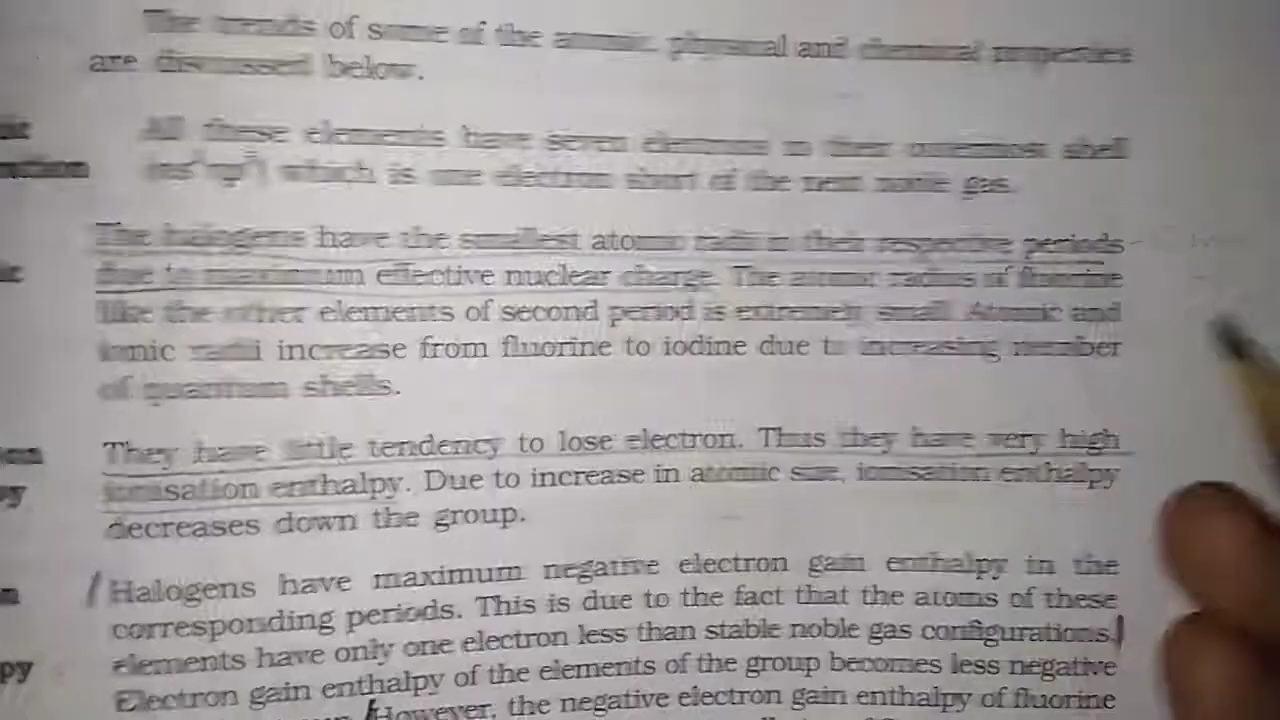 The trends of some of the atomic, physical and chemical properties
are discussed below.
All these elements have seven electrons in their outermost shell
which is one electron short of the next noble gas.
The halogens have the smallest atomic radii in their respective periods
due to maximum effective nuclear charge. The atomic radius of fluorine
like the other elements of second period is extremely small. Atomic and
ionic radii increase from fluorine to iodine due to increasing number
of quantum shells.
They have little tendency to lose electron. Thus they have very high
ionisation enthalpy. Due to increase in atomic size, ionisation enthalpy
py
decreases down the group.
Halogens have maximum negative electron gain enthalpy in the
corresponding periods. This is due to the fact that the atoms of these
elements have only one electron less than stable noble gas configurations.
py
Electron gain enthalpy of the elements of the group becomes less negative
However, the negative electron gain enthalpy of fluorine